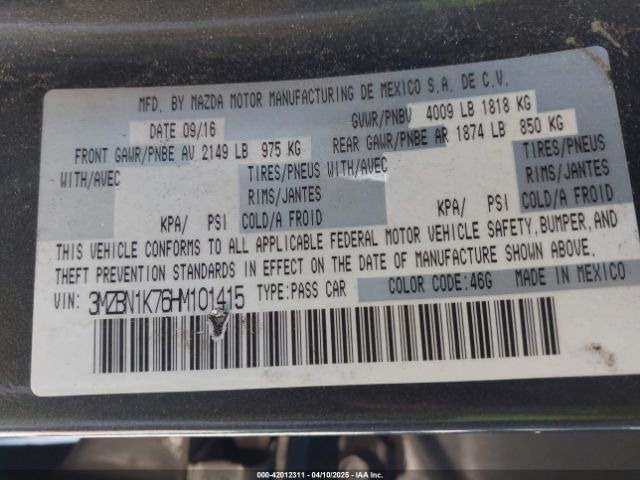 MFD. BY MAZDA MOTOR MANUFACTURING DE MEXICO S.A. DE C.V.
DATE 09/16 GVWR/PNBV 4009 LB 1818 KG
FRONT GAWR/PNBE AV 2149 LB 975 KG REAR GAWR/PNBE AR 1874 LB 850 KG
WITH/AVEC TIRES/PNEUS WITH/AVEC TIRES/PNEUS
RIMS/JANTES RIMS/JANTES
KPA/ PSI COLD/A FROID KPA/ PSI COLD/A FROID
THIS VEHICLE CONFORMS TO ALL APPLICABLE FEDERAL MOTOR VEHICLE SAFETY, BUMPER, AND
THEFT PREVENTION STANDARDS IN EFFECT ON THE DATE OF MANUFACTURE SHOWN ABOVE.
VIN: 3MZBN1K76HM101415 TYPE:PASS CAR COLOR CODE:46G MADE IN MEXICO
000-42012311 - 04/10/2025 - IAAI.COM